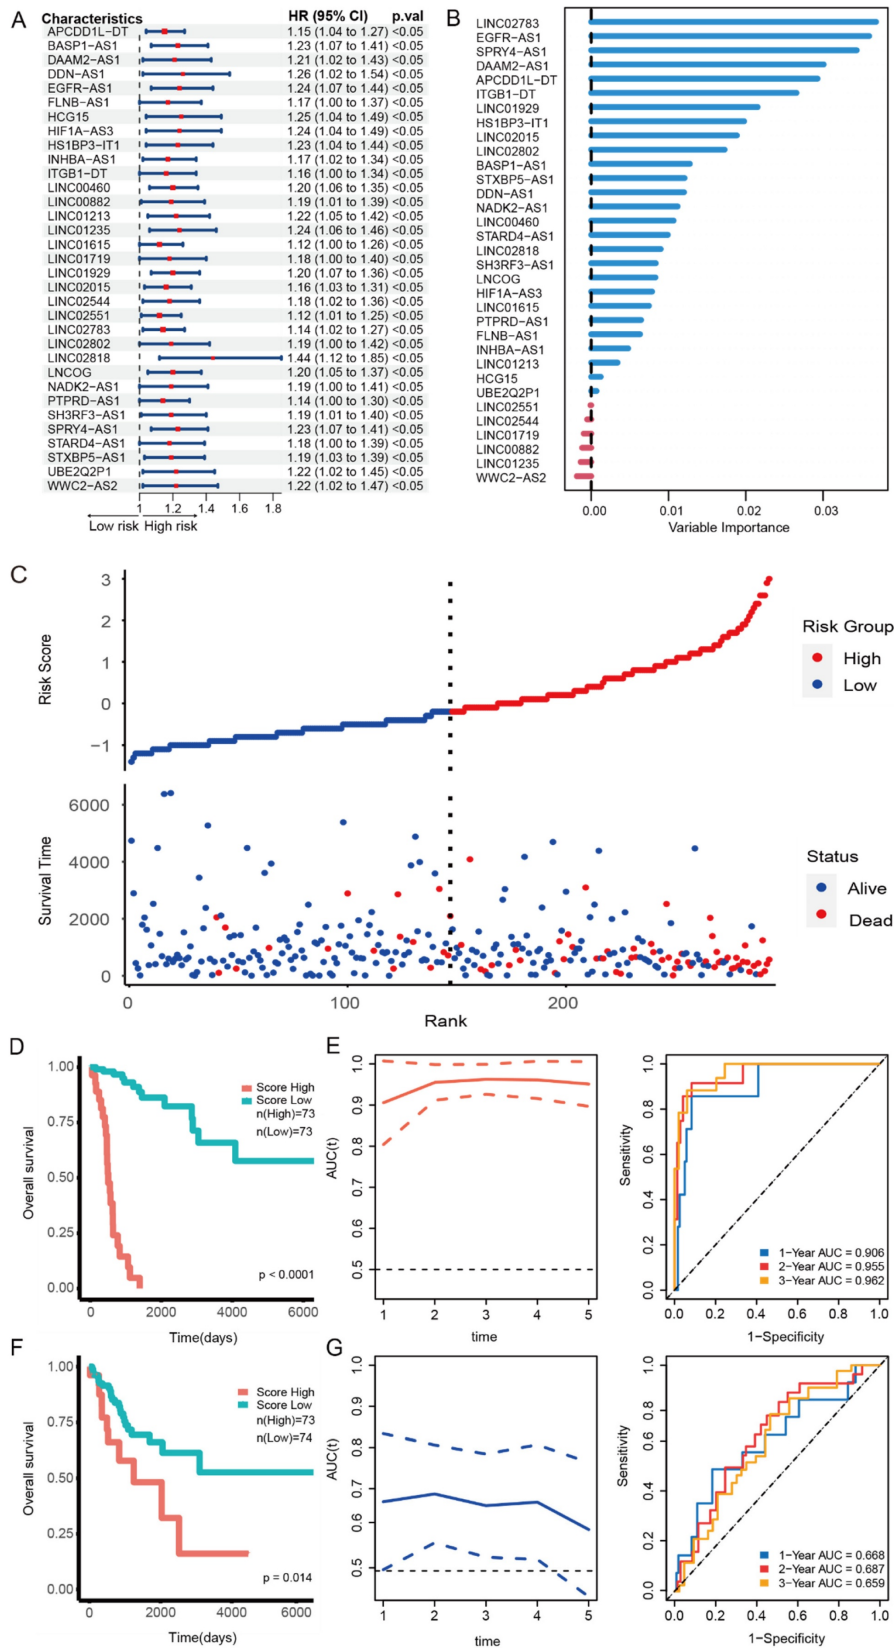 A
Characteristics HR (95% CI) p.val
APCDD1L−DT 1.15 (1.04 to 1.27) <0.05
BASP1−AS1 1.23 (1.07 to 1.41) <0.05
DAAM2−AS1 1.21 (1.02 to 1.43) <0.05
DDN−AS1 1.26 (1.02 to 1.54) <0.05
EGFR−AS1 1.24 (1.07 to 1.44) <0.05
FLNB−AS1 1.17 (1.00 to 1.37) <0.05
HCG15 1.25 (1.04 to 1.49) <0.05
HIF1A−AS3 1.24 (1.04 to 1.49) <0.05
HS1BP3−IT1 1.23 (1.04 to 1.44) <0.05
INHBA−AS1 1.17 (1.02 to 1.34) <0.05
ITGB1−DT 1.16 (1.00 to 1.34) <0.05
LINC00460 1.20 (1.06 to 1.35) <0.05
LINC00882 1.19 (1.01 to 1.39) <0.05
LINC01213 1.22 (1.05 to 1.42) <0.05
LINC01235 1.24 (1.06 to 1.46) <0.05
LINC01615 1.12 (1.00 to 1.26) <0.05
LINC01719 1.18 (1.00 to 1.40) <0.05
LINC01929 1.20 (1.07 to 1.36) <0.05
LINC02015 1.16 (1.03 to 1.31) <0.05
LINC02544 1.18 (1.02 to 1.36) <0.05
LINC02551 1.12 (1.01 to 1.25) <0.05
LINC02783 1.14 (1.02 to 1.27) <0.05
LINC02802 1.19 (1.00 to 1.42) <0.05
LINC02818 1.44 (1.12 to 1.85) <0.05
LNCOG 1.20 (1.05 to 1.37) <0.05
NADK2−AS1 1.19 (1.00 to 1.41) <0.05
PTPRD−AS1 1.14 (1.00 to 1.30) <0.05
SH3RF3−AS1 1.19 (1.01 to 1.40) <0.05
SPRY4−AS1 1.23 (1.07 to 1.41) <0.05
STARD4−AS1 1.18 (1.00 to 1.39) <0.05
STXBP5−AS1 1.19 (1.03 to 1.39) <0.05
UBE2Q2P1 1.22 (1.02 to 1.45) <0.05
WWC2−AS2 1.22 (1.02 to 1.47) <0.05
1 1.2 1.4 1.6 1.8
Low risk High risk
B
LINC02783
EGFR−AS1
SPRY4−AS1
DAAM2−AS1
APCDD1L−DT
ITGB1−DT
LINC01929
HS1BP3−IT1
LINC02015
LINC02802
BASP1−AS1
STXBP5−AS1
DDN−AS1
NADK2−AS1
LINC00460
STARD4−AS1
LINC02818
SH3RF3−AS1
LNCOG
HIF1A−AS3
LINC01615
PTPRD−AS1
FLNB−AS1
INHBA−AS1
LINC01213
HCG15
UBE2Q2P1
LINC02551
LINC02544
LINC01719
LINC00882
LINC01235
WWC2−AS2
0.00 0.01 0.02 0.03
Variable Importance
C
Risk Score
3
2
1
0
−1
Risk Group
High
Low
Survival Time
6000
4000
2000
0
0 100 200
Rank
Status
Alive
Dead
D
Overall survival
1.00
0.75
0.50
0.25
0.00
Score High
Score Low
n(High)=73
n(Low)=73
p < 0.0001
0 2000 4000 6000
Time(days)
E
AUC(t)
1.0
0.9
0.8
0.7
0.6
0.5
1 2 3 4 5
time
Sensitivity
1.0
0.8
0.6
0.4
0.2
0.0
1−Year AUC = 0.906
2−Year AUC = 0.955
3−Year AUC = 0.962
0.0 0.2 0.4 0.6 0.8 1.0
1−Specificity
F
Overall survival
1.00
0.75
0.50
0.25
0.00
Score High
Score Low
n(High)=73
n(Low)=74
p = 0.014
0 2000 4000 6000
Time(days)
G
AUC(t)
1.0
0.9
0.8
0.7
0.6
0.5
1 2 3 4 5
time
Sensitivity
1.0
0.8
0.6
0.4
0.2
0.0
1−Year AUC = 0.668
2−Year AUC = 0.687
3−Year AUC = 0.659
0.0 0.2 0.4 0.6 0.8 1.0
1−Specificity